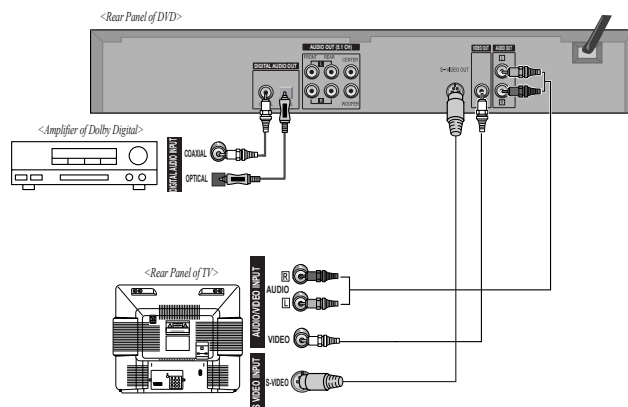 <Rear Panel of DVD>
AUDIO OUT (5.1 CH)
FRONT REAR CENTER
L
R
WOOFER
DIGITAL AUDIO OUT
S-VIDEO OUT
VIDEO OUT
AUDIO OUT
L
R
<Amplifier of Dolby Digital>
DIGITAL AUDIO INPUT
COAXIAL
OPTICAL
<Rear Panel of TV>
AUDIO/VIDEO INPUT
R
AUDIO
L
VIDEO
S VIDEO INPUT
S-VIDEO